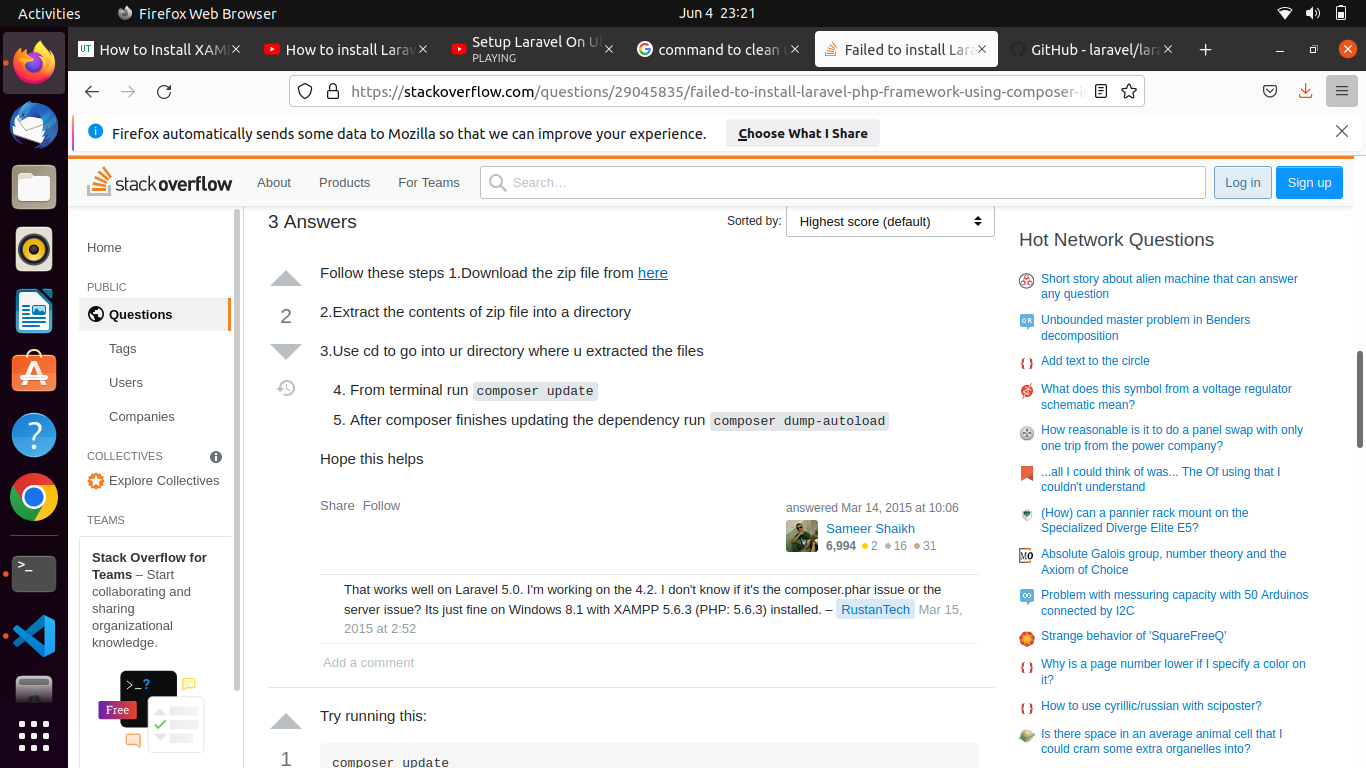 Activities
Firefox Web Browser
Jun 4 23:21
How to Install XAM
How to install Larav
Setup Laravel On U
PLAYING
command to clean
Failed to install Lara
GitHub - laravel/lara
https://stackoverflow.com/questions/29045835/failed-to-install-laravel-php-framework-using-composer-i
Firefox automatically sends some data to Mozilla so that we can improve your experience.
Choose What I Share
stackoverflow
About
Products
For Teams
Search…
Log in
Sign up
Home
PUBLIC
Questions
Tags
Users
Companies
COLLECTIVES
Explore Collectives
TEAMS
Stack Overflow for
Teams – Start
collaborating and
sharing
organizational
knowledge.
>_?
Free
3 Answers
Sorted by:
Highest score (default)
Follow these steps 1.Download the zip file from here
2
2.Extract the contents of zip file into a directory
3.Use cd to go into ur directory where u extracted the files
4. From terminal run composer update
5. After composer finishes updating the dependency run composer dump-autoload
Hope this helps
Share Follow
answered Mar 14, 2015 at 10:06
Sameer Shaikh
6,994 2 16 31
That works well on Laravel 5.0. I'm working on the 4.2. I don't know if it's the composer.phar issue or the
server issue? Its just fine on Windows 8.1 with XAMPP 5.6.3 (PHP: 5.6.3) installed. – RustanTech Mar 15,
2015 at 2:52
Add a comment
Try running this:
1
composer update
Hot Network Questions
Short story about alien machine that can answer
any question
Unbounded master problem in Benders
decomposition
Add text to the circle
What does this symbol from a voltage regulator
schematic mean?
How reasonable is it to do a panel swap with only
one trip from the power company?
...all I could think of was... The Of using that I
couldn't understand
(How) can a pannier rack mount on the
Specialized Diverge Elite E5?
Absolute Galois group, number theory and the
Axiom of Choice
Problem with messuring capacity with 50 Arduinos
connected by I2C
Strange behavior of 'SquareFreeQ'
Why is a page number lower if I specify a color on
it?
How to use cyrillic/russian with sciposter?
Is there space in an average animal cell that I
could cram some extra organelles into?